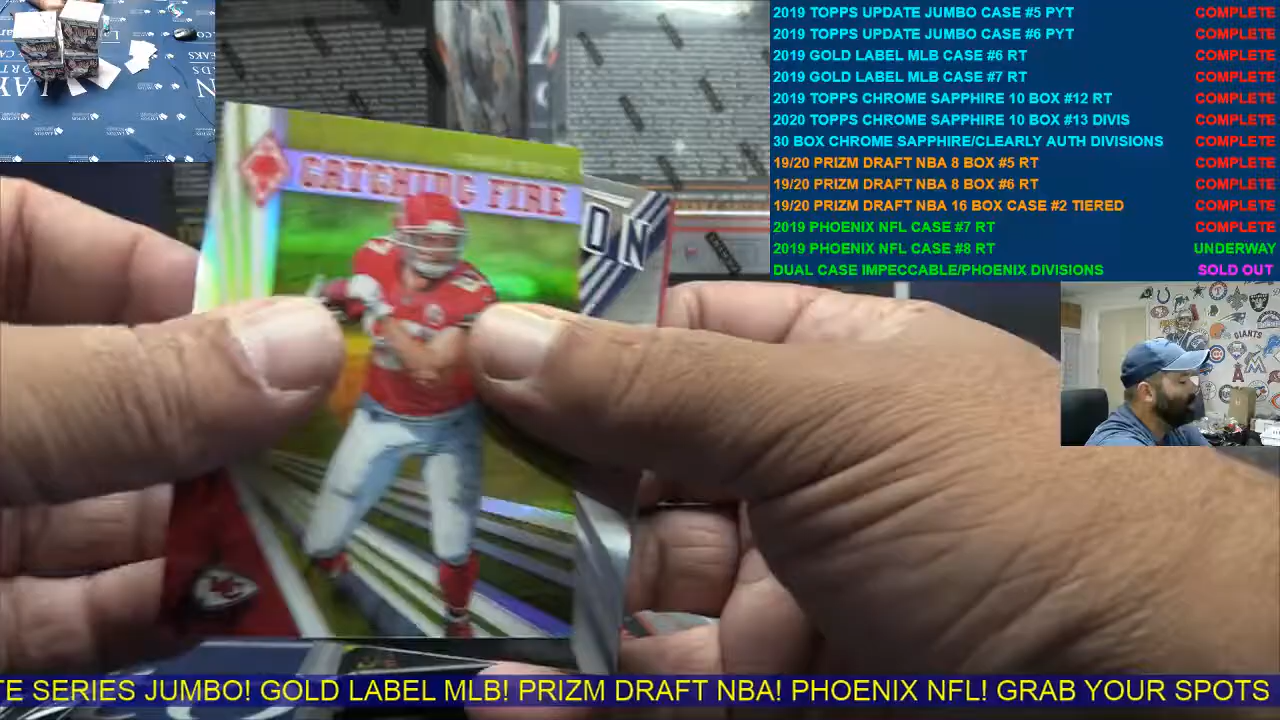 2019 TOPPS UPDATE JUMBO CASE #5 PYT COMPLETE
2019 TOPPS UPDATE JUMBO CASE #6 PYT COMPLETE
2019 GOLD LABEL MLB CASE #6 RT COMPLETE
2019 GOLD LABEL MLB CASE #7 RT COMPLETE
2019 TOPPS CHROME SAPPHIRE 10 BOX #12 RT COMPLETE
2020 TOPPS CHROME SAPPHIRE 10 BOX #13 DIVIS COMPLETE
30 BOX CHROME SAPPHIRE/CLEARLY AUTH DIVISIONS COMPLETE
19/20 PRIZM DRAFT NBA 8 BOX #5 RT COMPLETE
19/20 PRIZM DRAFT NBA 8 BOX #6 RT COMPLETE
19/20 PRIZM DRAFT NBA 16 BOX CASE #2 TIERED COMPLETE
2019 PHOENIX NFL CASE #7 RT COMPLETE
2019 PHOENIX NFL CASE #8 RT UNDERWAY
DUAL CASE IMPECCABLE/PHOENIX DIVISIONS SOLD OUT
CATCHING FIRE
ON
GIANTS
TE SERIES JUMBO! GOLD LABEL MLB! PRIZM DRAFT NBA! PHOENIX NFL! GRAB YOUR SPOTS